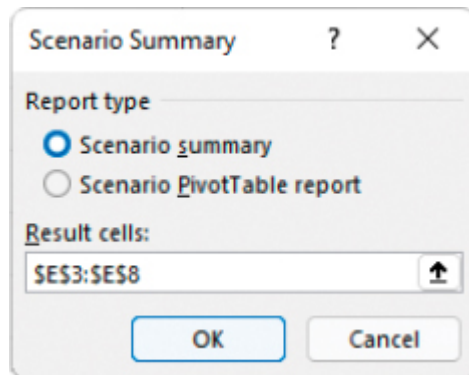 Scenario Summary ? ×
Report type
Scenario summary
Scenario PivotTable report
Result cells:
$E$3:$E$8
OK Cancel